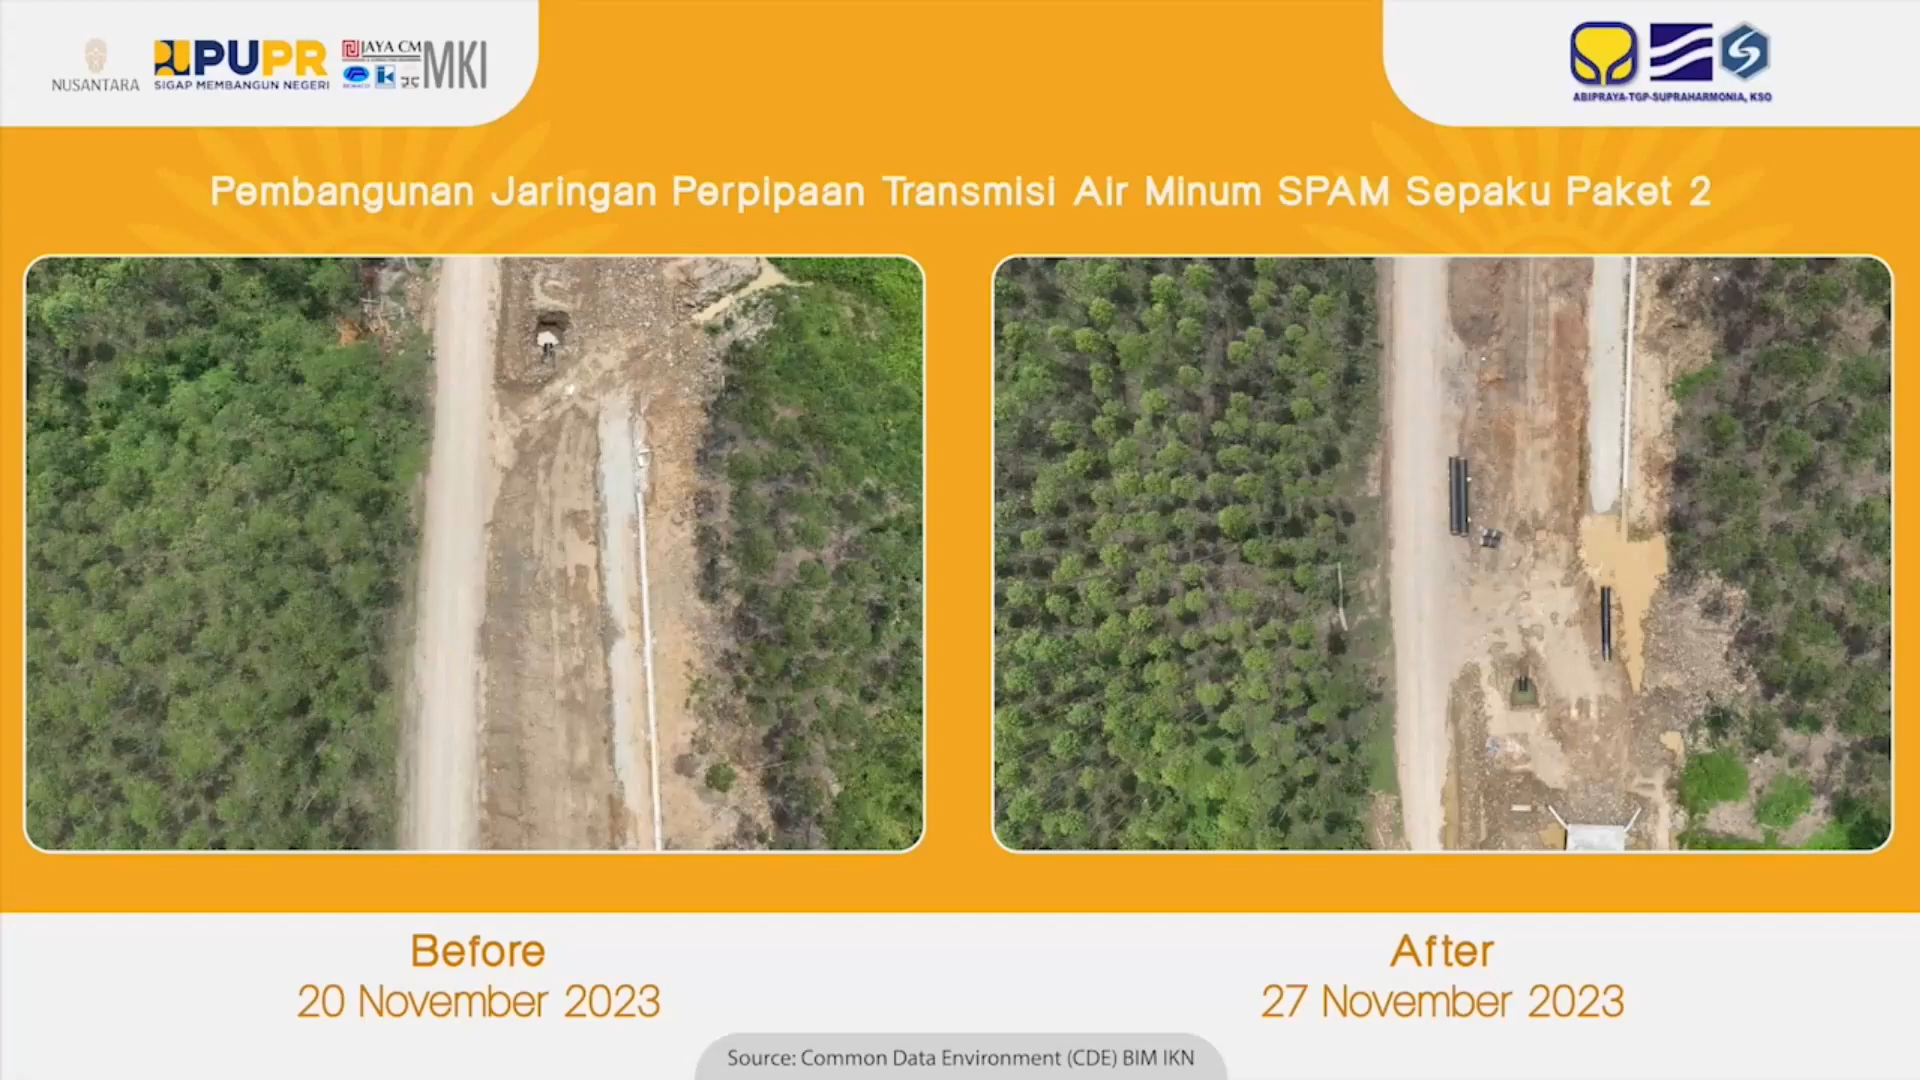 NUSANTARA
PUPR
SIGAP MEMBANGUN NEGERI
JAYA CM
MKI
ABIPRAYA-TGP-SUPRAHARMONIA, KSO
Pembangunan Jaringan Perpipaan Transmisi Air Minum SPAM Sepaku Paket 2
Before
20 November 2023
After
27 November 2023
Source: Common Data Environment (CDE) BIM IKN